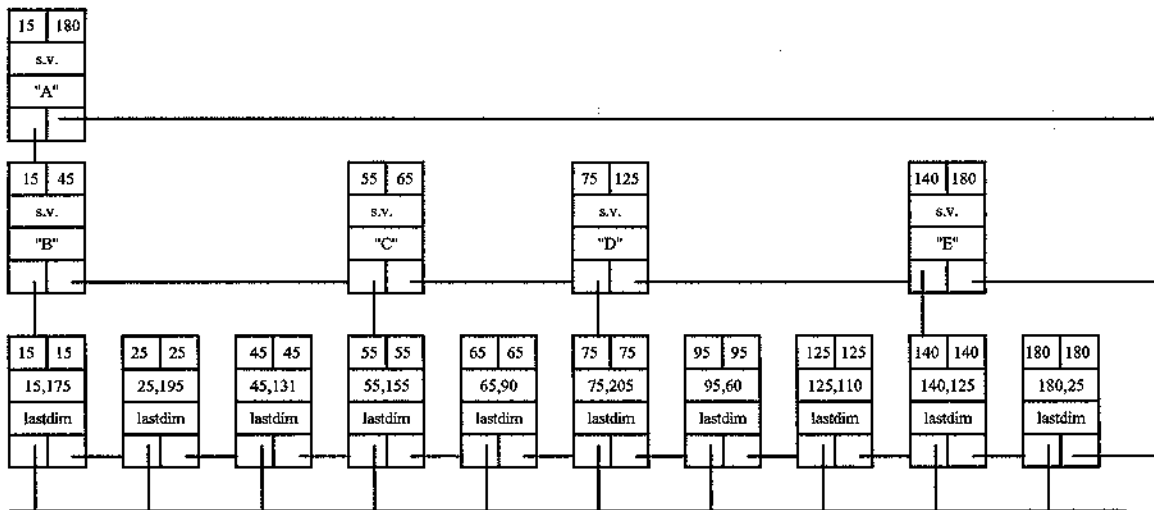 15 180
s.v.
"A"
15 45 55 65 75 125 140 180
s.v. s.v. s.v. s.v.
"B" "C" "D" "E"
15 15 25 25 45 45 55 55 65 65 75 75 95 95 125 125 140 140 180 180
15,175 25,195 45,131 55,155 65,90 75,205 95,60 125,110 140,125 180,25
lastdim lastdim lastdim lastdim lastdim lastdim lastdim lastdim lastdim lastdim